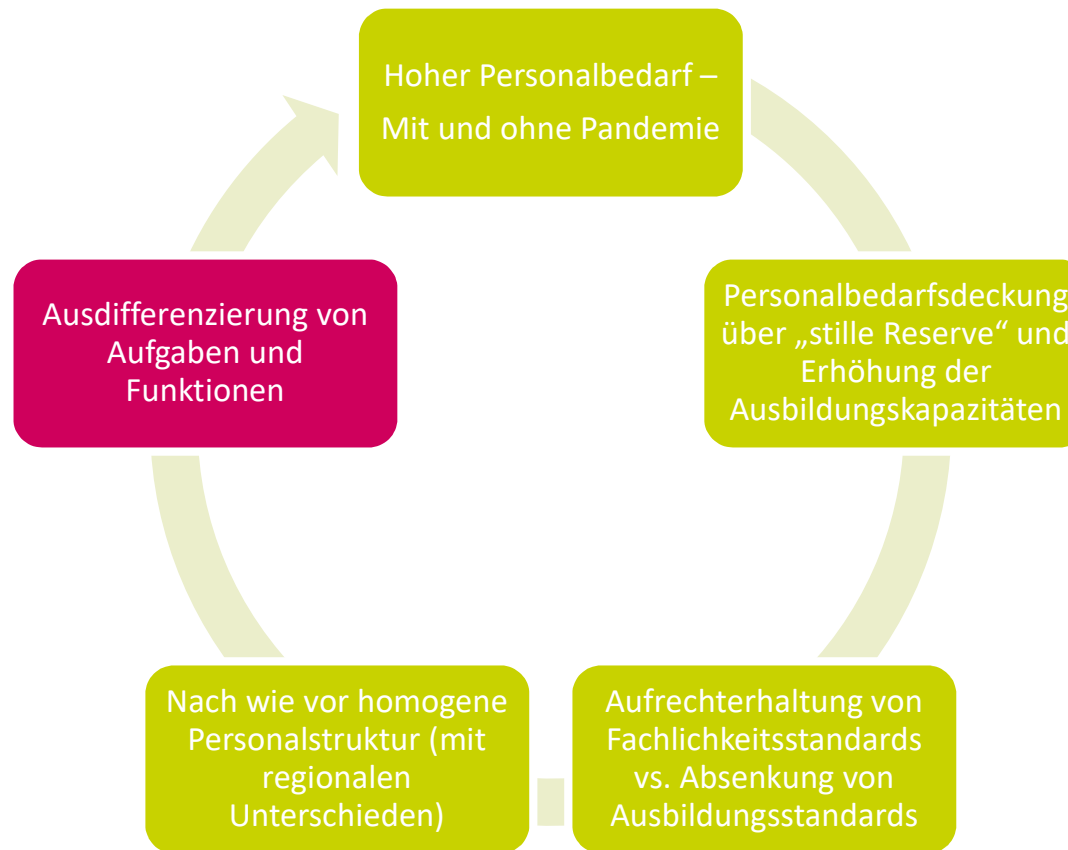 Hoher Personalbedarf –
Mit und ohne Pandemie
Personalbedarfsdeckung
über „stille Reserve“ und
Erhöhung der
Ausbildungskapazitäten
Aufrechterhaltung von
Fachlichkeitsstandards
vs. Absenkung von
Ausbildungsstandards
Nach wie vor homogene
Personalstruktur (mit
regionalen
Unterschieden)
Ausdifferenzierung von
Aufgaben und
Funktionen